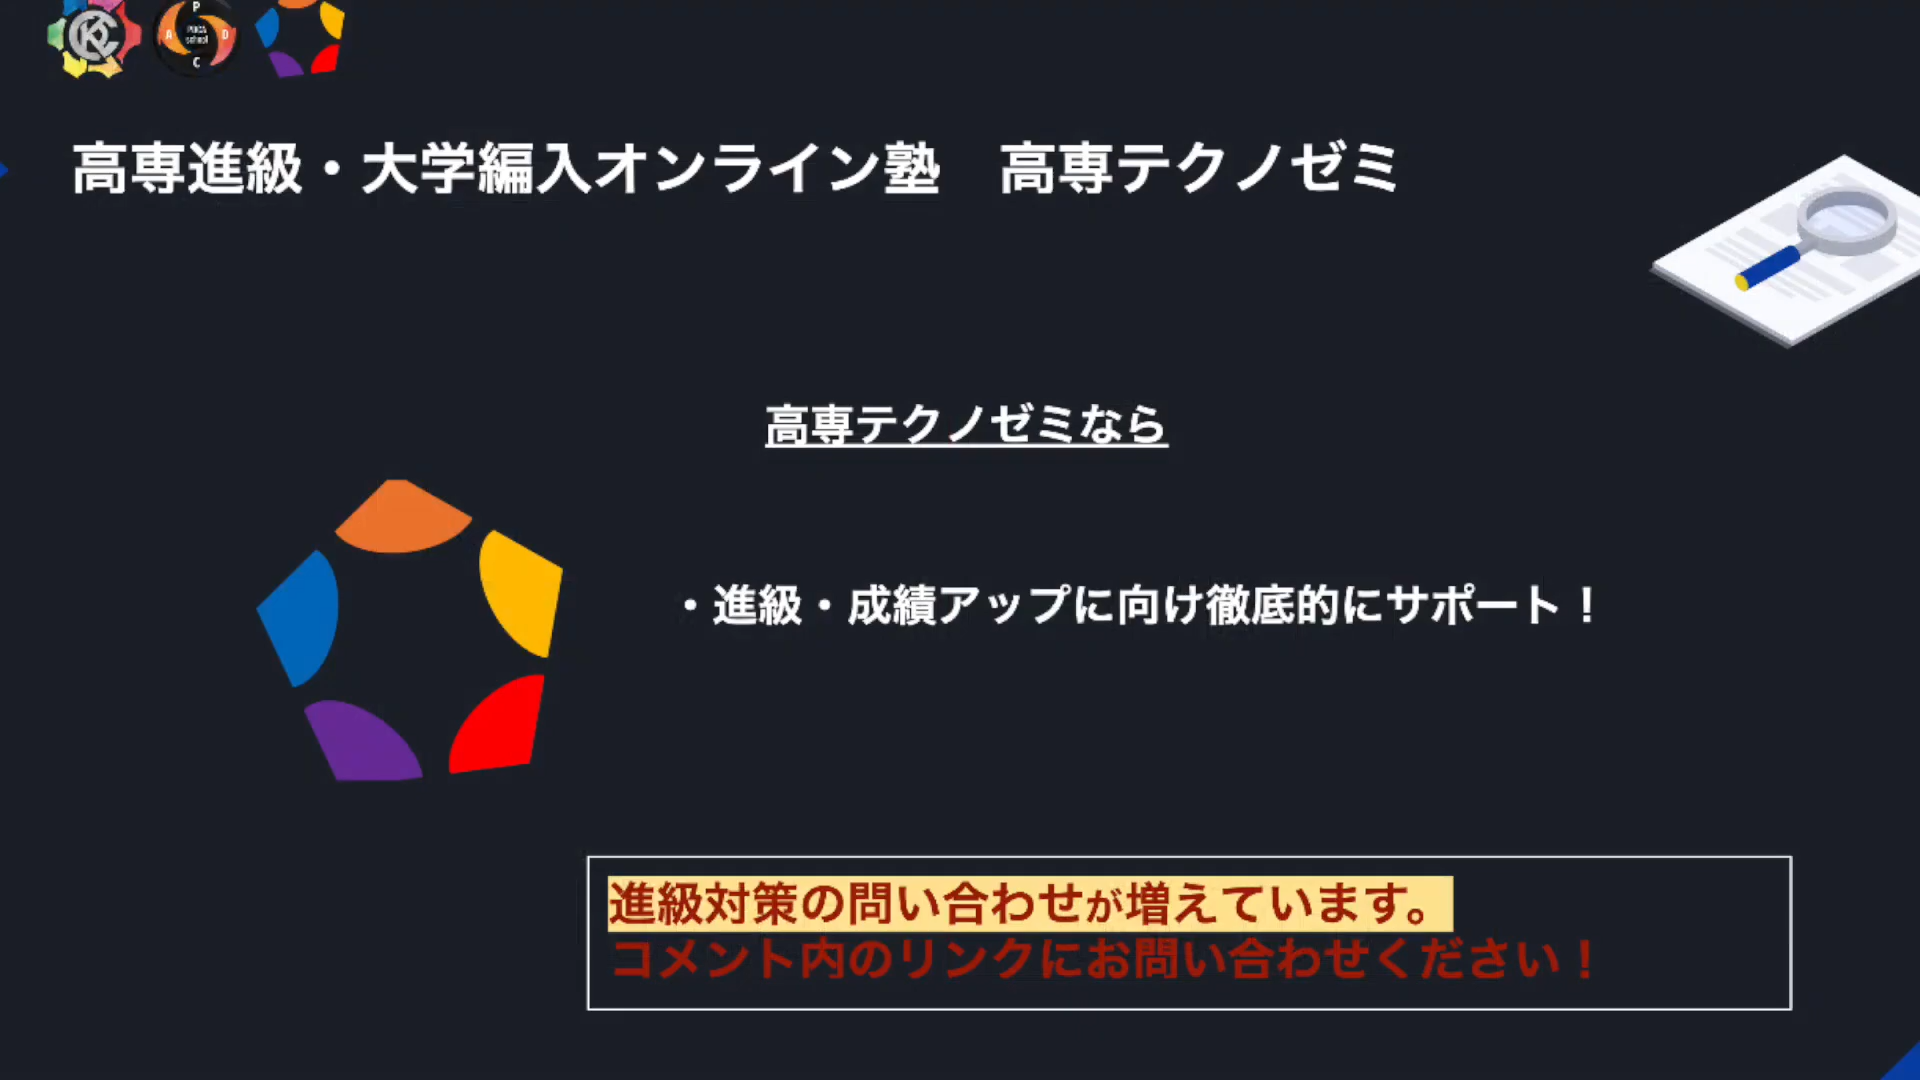 P
A PDCA D
school
C
高専進級・大学編入オンライン塾　高専テクノゼミ
高専テクノゼミなら
・進級・成績アップに向け徹底的にサポート！
進級対策の問い合わせが増えています。
コメント内のリンクにお問い合わせください！